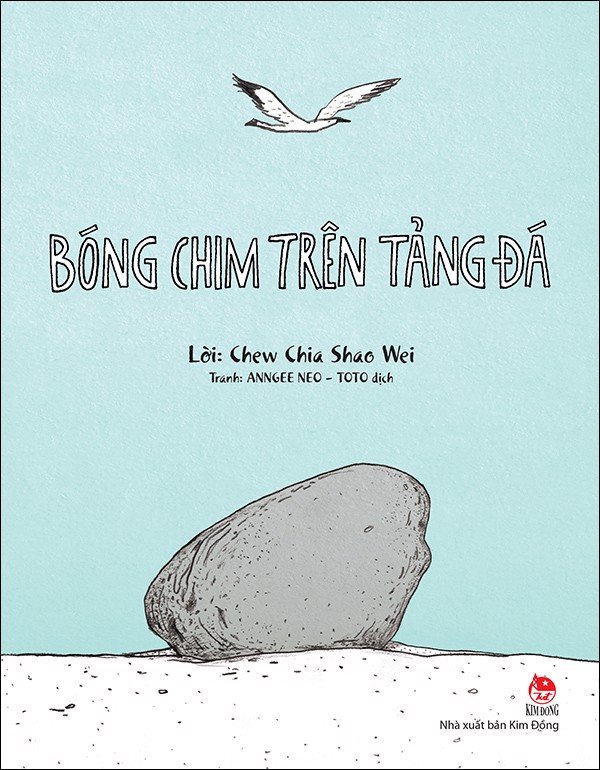 BÓNG CHIM TRÊN TẢNG ĐÁ
Lời: Chew Chia Shao Wei
Tranh: ANNGEE NEO – TOTO dịch
KIM ĐỒNG
Nhà xuất bản Kim Đồng